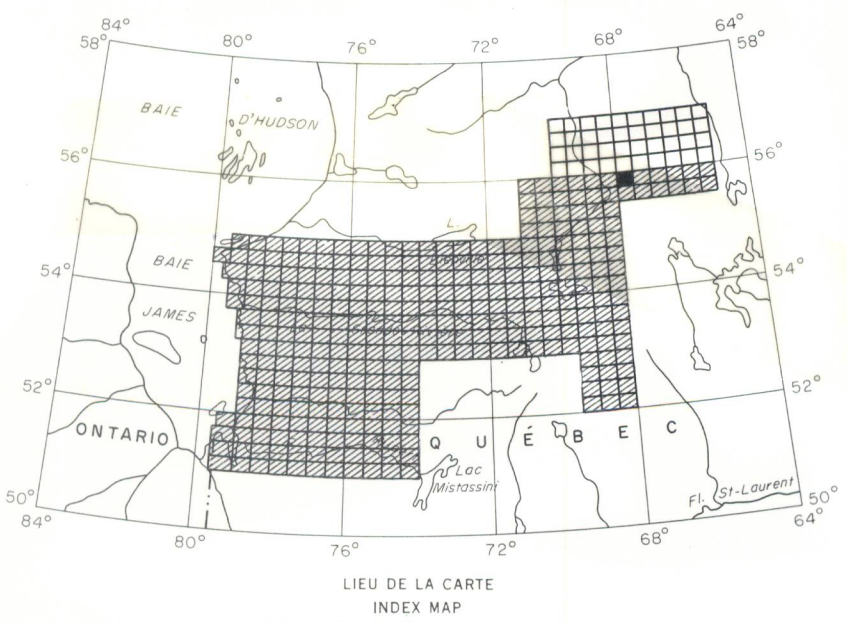 84°
58°
80°
76°
72°
68°
64°
58°
BAIE
D'HUDSON
56°
56°
L.
54°
BAIE
54°
JAMES
52°
52°
ONTARIO
QUÉBEC
Lac
Mistassini
Fl. St-Laurent
50°
50°
84°
64°
80°
76°
72°
68°
LIEU DE LA CARTE
INDEX MAP